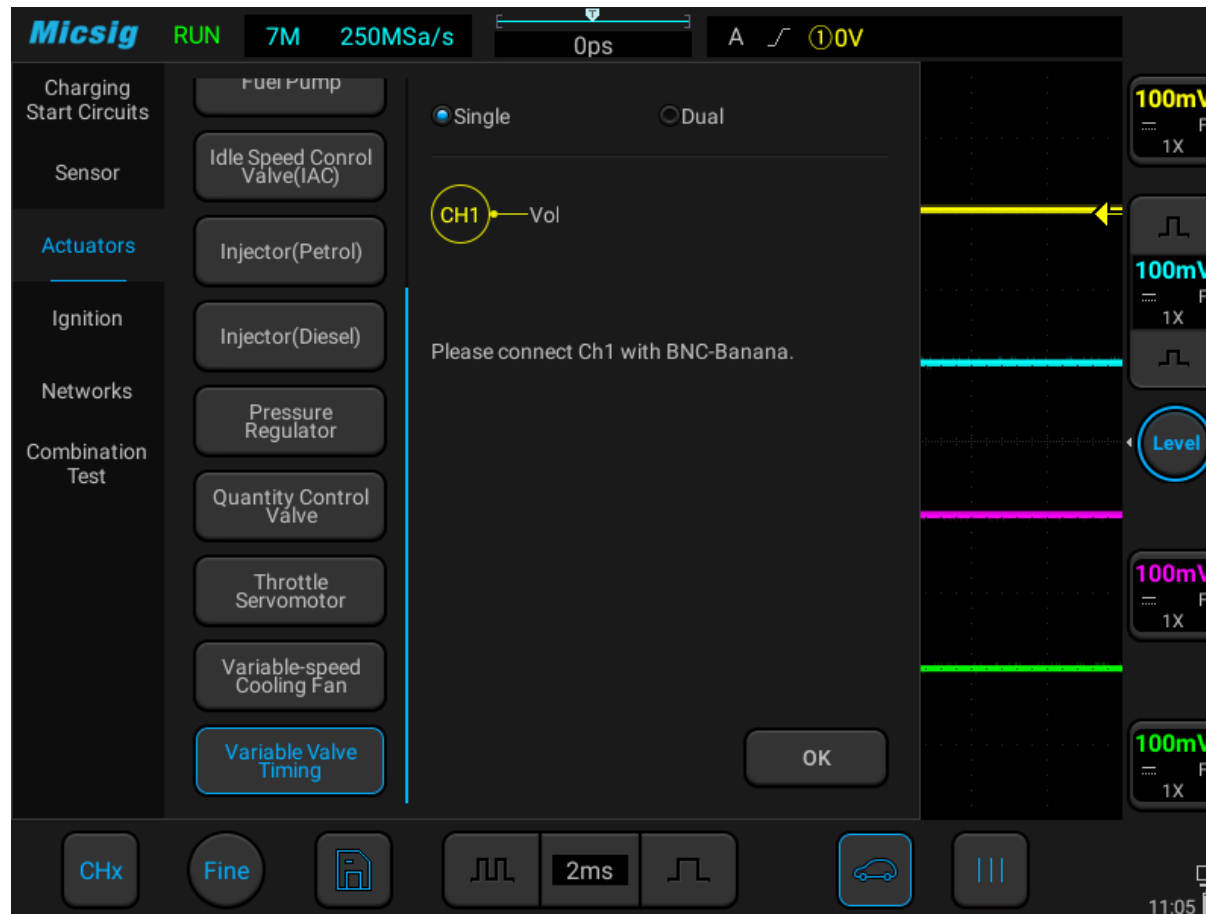 Micsig RUN 7M 250MSa/s 0ps A ①0V
T
Charging
Start Circuits
Sensor
Actuators
Ignition
Networks
Combination
Test
Fuel Pump
Idle Speed Conrol
Valve(IAC)
Injector(Petrol)
Injector(Diesel)
Pressure
Regulator
Quantity Control
Valve
Throttle
Servomotor
Variable-speed
Cooling Fan
Variable Valve
Timing
Single Dual
CH1 Vol
Please connect Ch1 with BNC-Banana.
OK
100mV
F
1X
100mV
F
1X
Level
100mV
F
1X
100mV
F
1X
CHx Fine 2ms
11:05